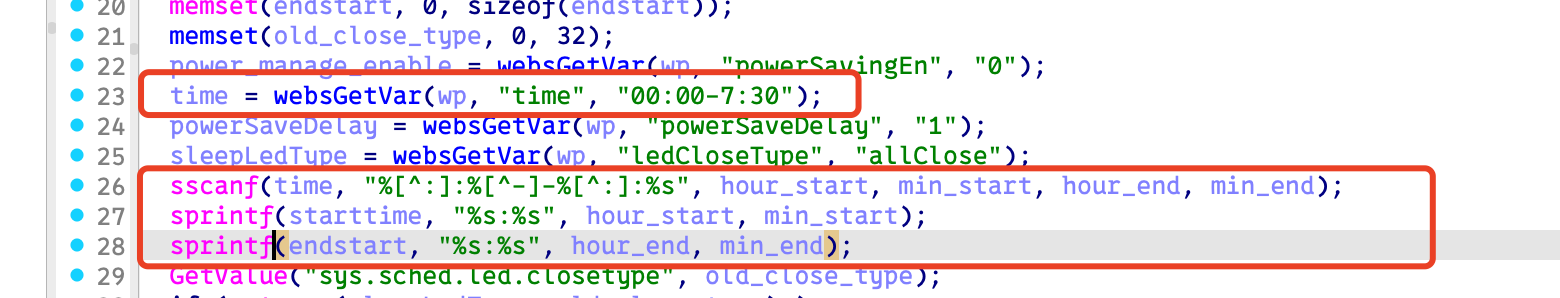 20 memset(endstart, 0, sizeof(endstart));
21 memset(old_close_type, 0, 32);
22 power_manage_enable = websGetVar(wp, "powerSavingEn", "0");
23 time = websGetVar(wp, "time", "00:00-7:30");
24 powerSaveDelay = websGetVar(wp, "powerSaveDelay", "1");
25 sleepLedType = websGetVar(wp, "ledCloseType", "allClose");
26 sscanf(time, "%[^:]:%[^-]-%[^:]:%s", hour_start, min_start, hour_end, min_end);
27 sprintf(starttime, "%s:%s", hour_start, min_start);
28 sprintf(endstart, "%s:%s", hour_end, min_end);
29 GetValue("sys.sched.led.closetype", old_close_type);